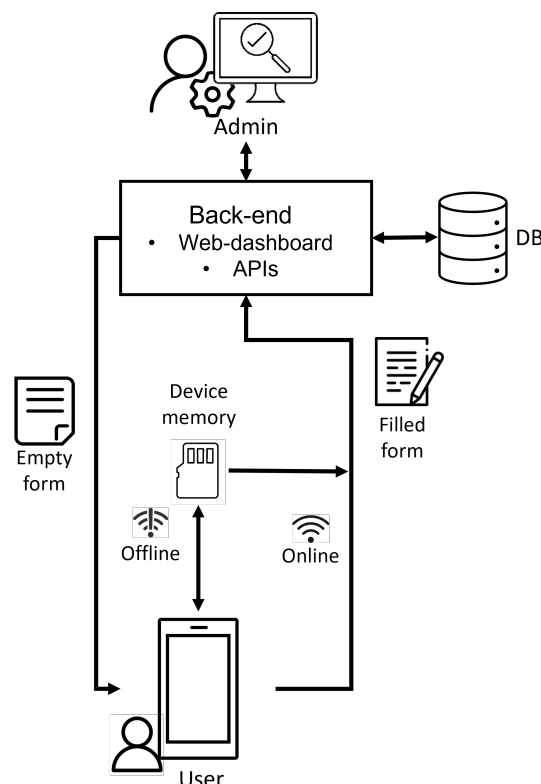 Admin
Back-end
• Web-dashboard
• APIs
DB
Device
memory
Filled
form
Empty
form
Offline
Online
User